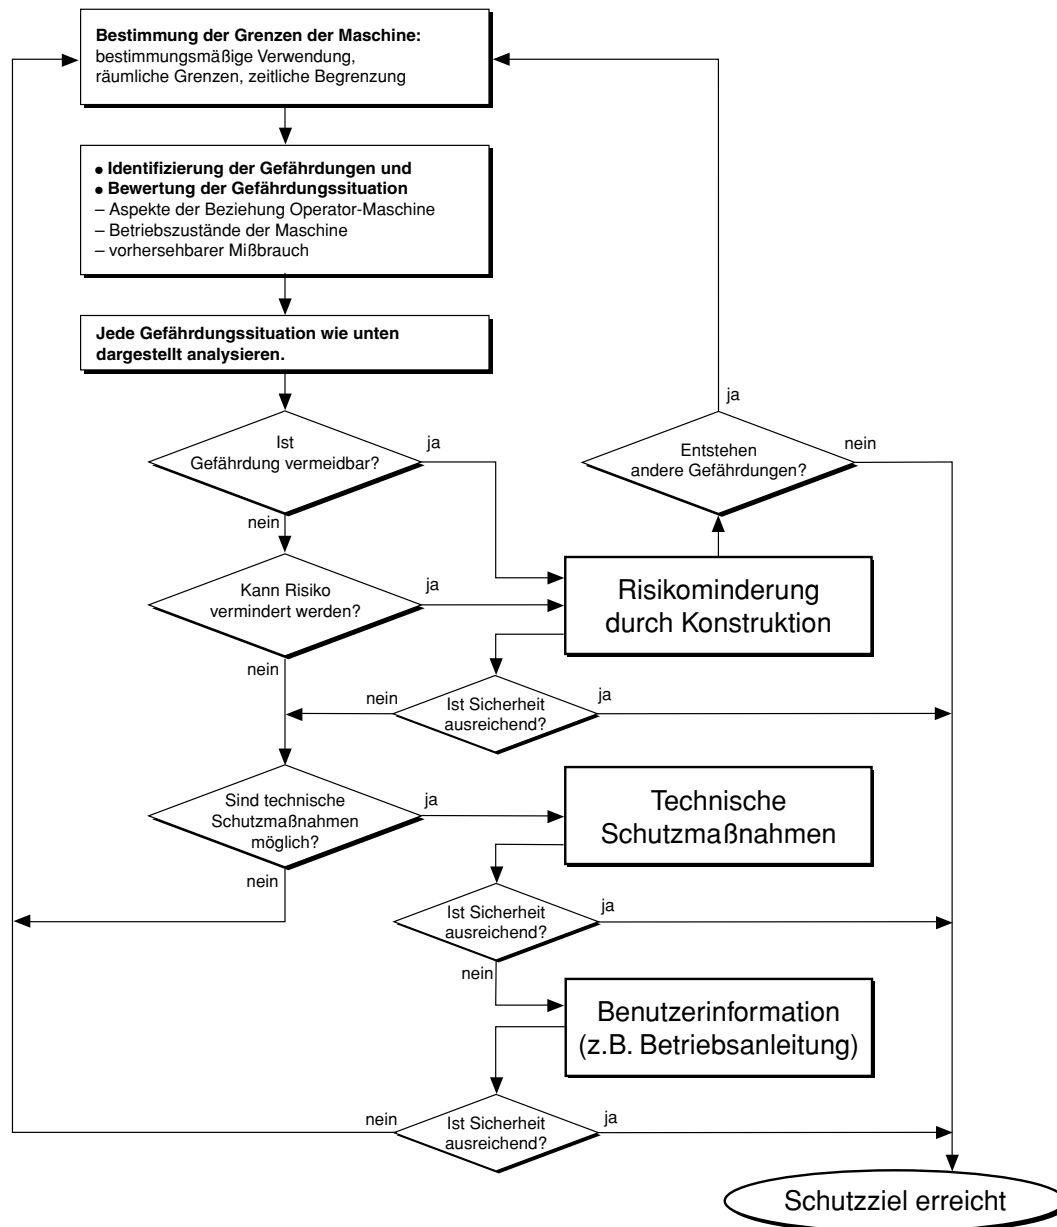 Bestimmung der Grenzen der Maschine:
bestimmungsmäßige Verwendung,
räumliche Grenzen, zeitliche Begrenzung
● Identifizierung der Gefährdungen und
● Bewertung der Gefährdungssituation
– Aspekte der Beziehung Operator-Maschine
– Betriebszustände der Maschine
– vorhersehbarer Mißbrauch
Jede Gefährdungssituation wie unten
dargestellt analysieren.
Ist
Gefährdung vermeidbar?
ja
nein
Entstehen
andere Gefährdungen?
ja
nein
Kann Risiko
vermindert werden?
ja
nein
Risikominderung
durch Konstruktion
Ist Sicherheit
ausreichend?
nein
ja
Sind technische
Schutzmaßnahmen
möglich?
ja
nein
Technische
Schutzmaßnahmen
Ist Sicherheit
ausreichend?
ja
nein
Benutzerinformation
(z.B. Betriebsanleitung)
Ist Sicherheit
ausreichend?
nein
ja
Schutzziel erreicht